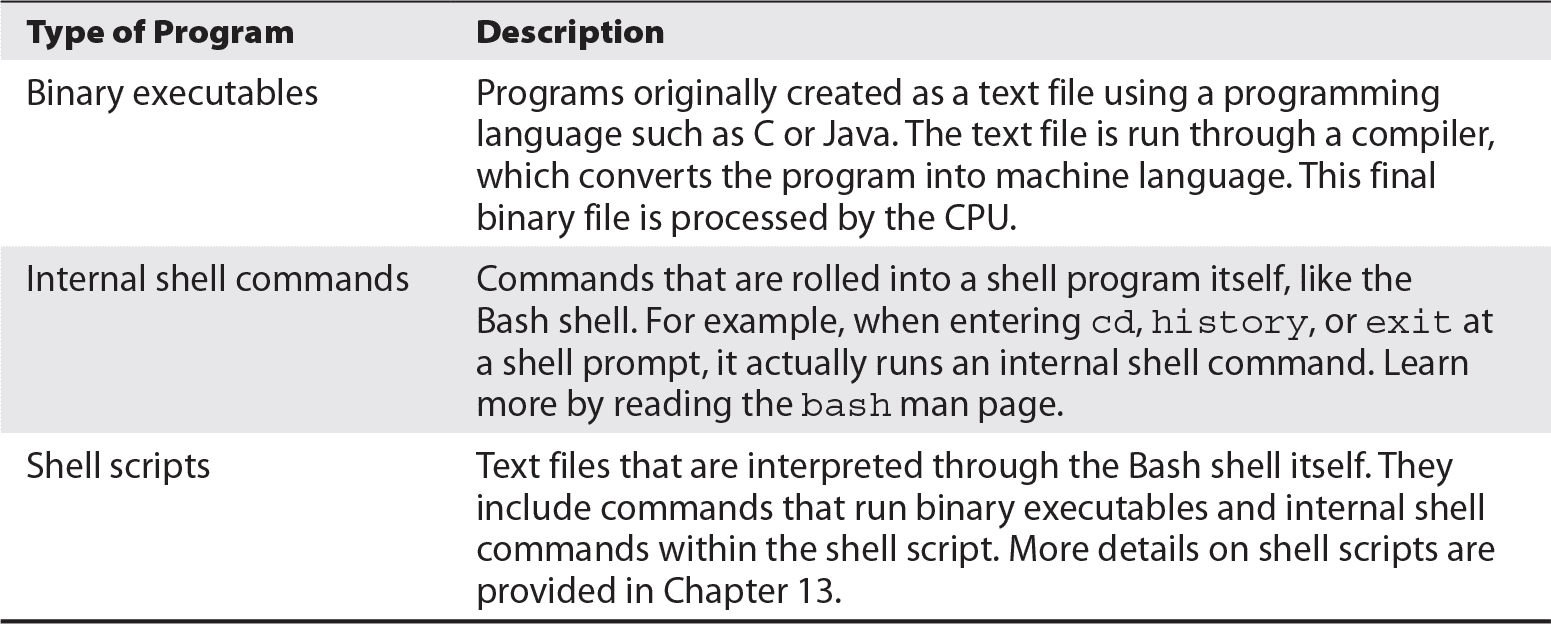 Type of Program Description
Binary executables Programs originally created as a text file using a programming
language such as C or Java. The text file is run through a compiler,
which converts the program into machine language. This final
binary file is processed by the CPU.
Internal shell commands Commands that are rolled into a shell program itself, like the
Bash shell. For example, when entering cd, history, or exit at
a shell prompt, it actually runs an internal shell command. Learn
more by reading the bash man page.
Shell scripts Text files that are interpreted through the Bash shell itself. They
include commands that run binary executables and internal shell
commands within the shell script. More details on shell scripts are
provided in Chapter 13.